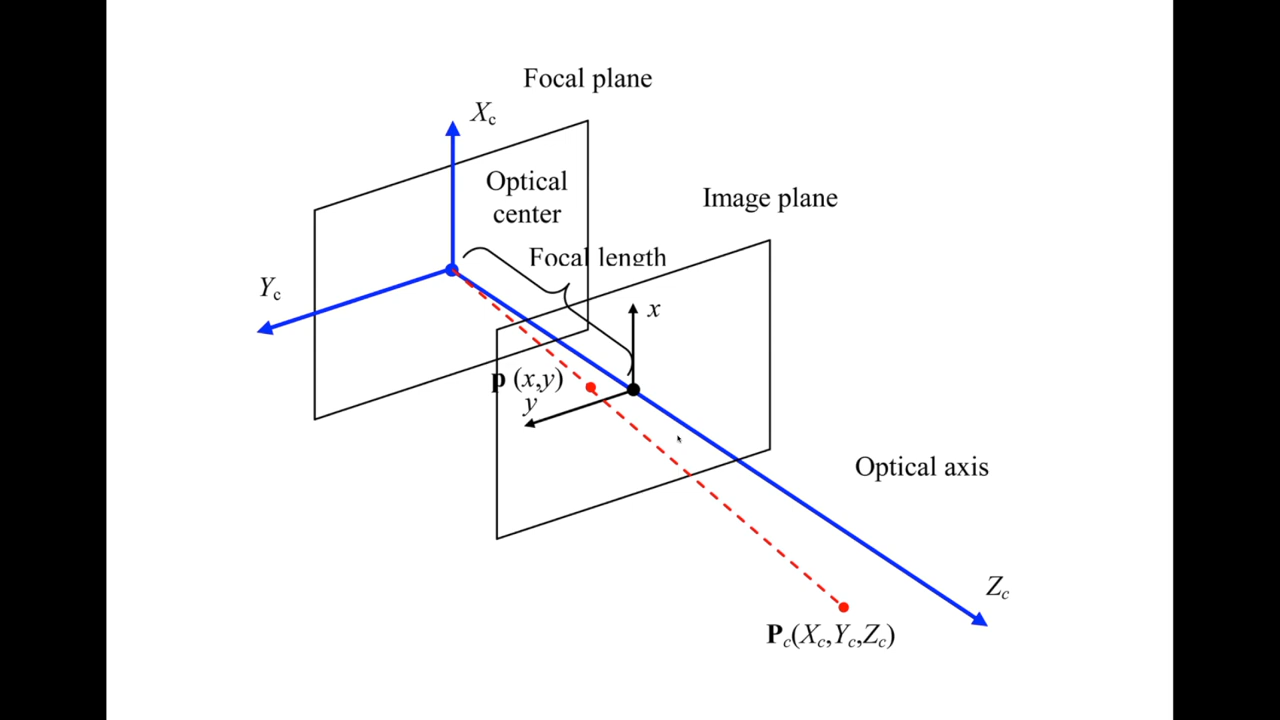 Focal plane
Xc
Optical
center
Image plane
Focal length
Yc
x
p (x,y)
y
Optical axis
Zc
Pc(Xc,Yc,Zc)